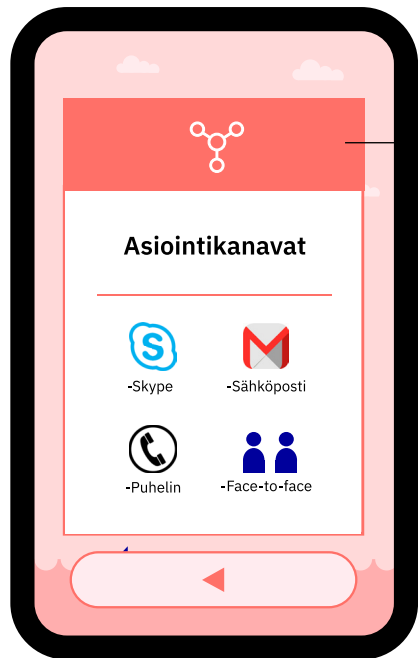 Asiointikanavat
-Skype
-Sähköposti
-Puhelin
-Face-to-face